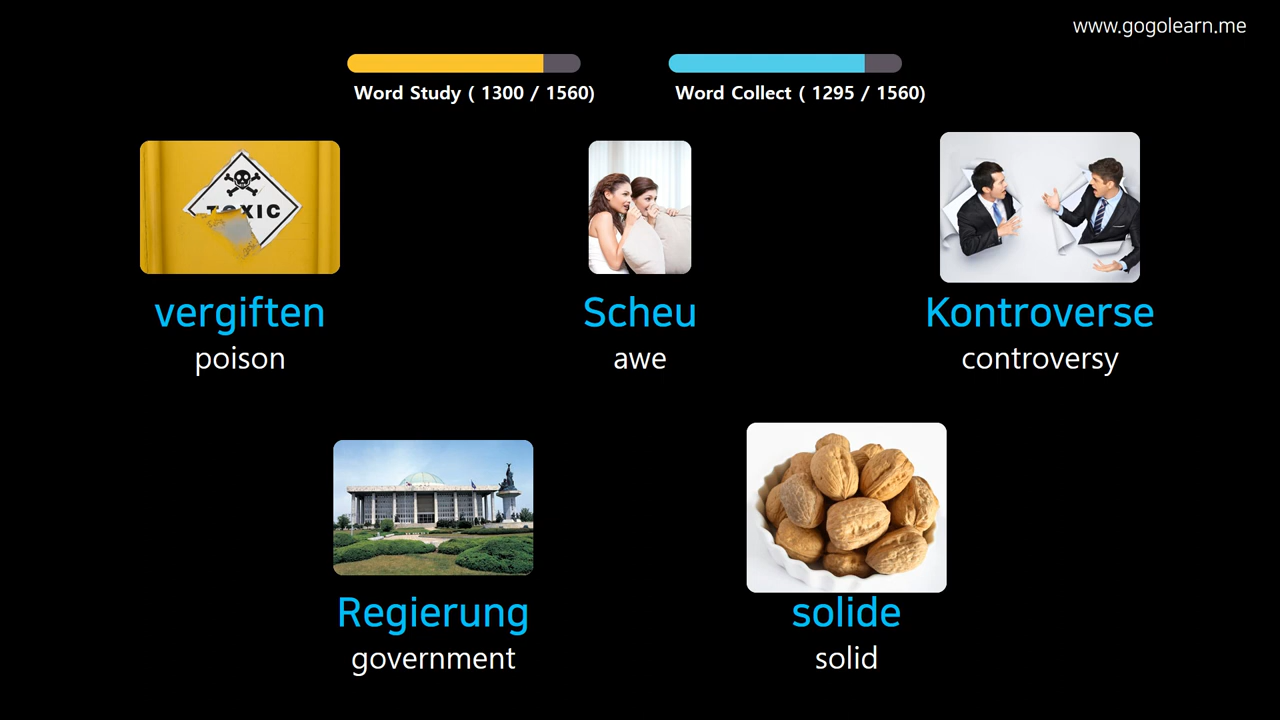 www.gogolearn.me
Word Study ( 1300 / 1560)
Word Collect ( 1295 / 1560)
TOXIC
vergiften
poison
Scheu
awe
Kontroverse
controversy
Regierung
government
solide
solid